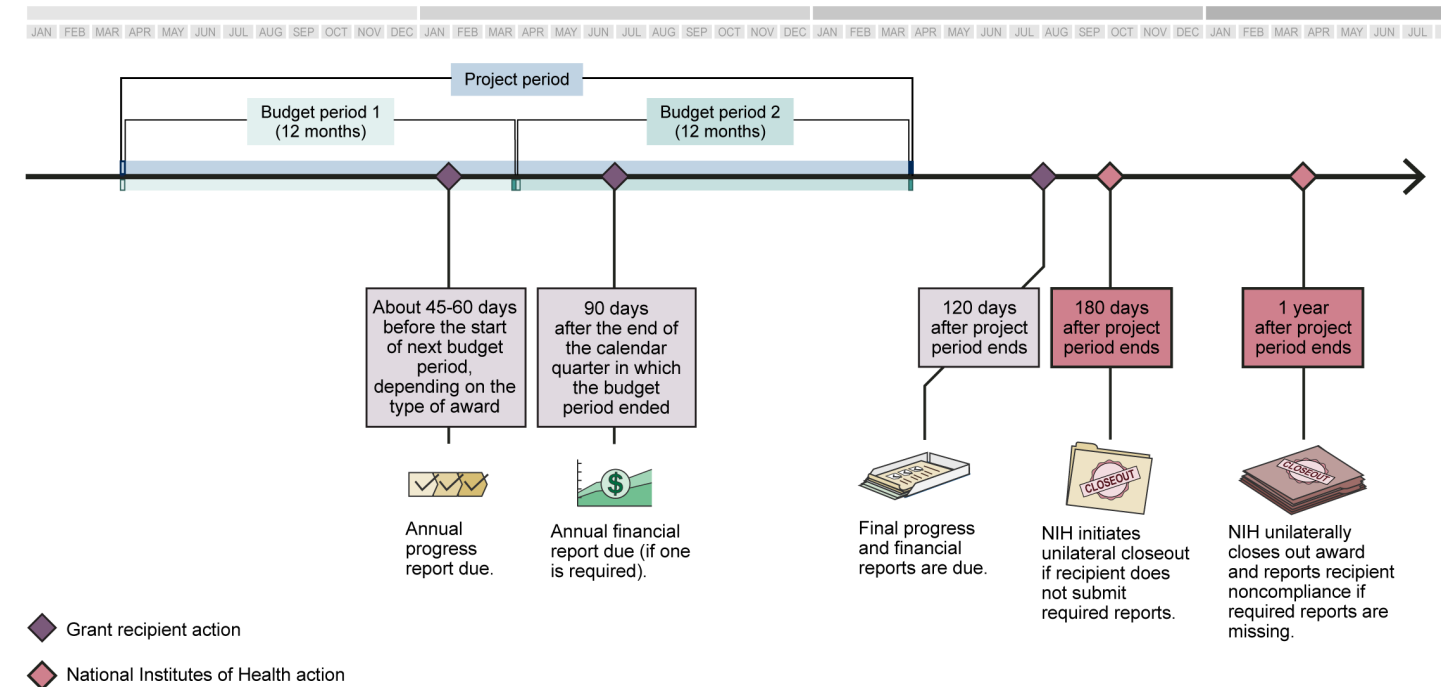 JAN FEB MAR APR MAY JUN JUL AUG SEP OCT NOV DEC JAN FEB MAR APR MAY JUN JUL AUG SEP OCT NOV DEC JAN FEB MAR APR MAY JUN JUL AUG SEP OCT NOV DEC JAN FEB MAR APR MAY JUN JUL
Project period
Budget period 1
(12 months)
Budget period 2
(12 months)
About 45-60 days
before the start
of next budget
period,
depending on the
type of award
90 days
after the end of
the calendar
quarter in which
the budget
period ended
120 days
after project
period ends
180 days
after project
period ends
1 year
after project
period ends
$
CLOSEOUT
CLOSEOUT
Annual
progress
report due.
Annual financial
report due (if one
is required).
Final progress
and financial
reports are due.
NIH initiates
unilateral closeout
if recipient does
not submit
required reports.
NIH unilaterally
closes out award
and reports recipient
noncompliance if
required reports are
missing.
Grant recipient action
National Institutes of Health action